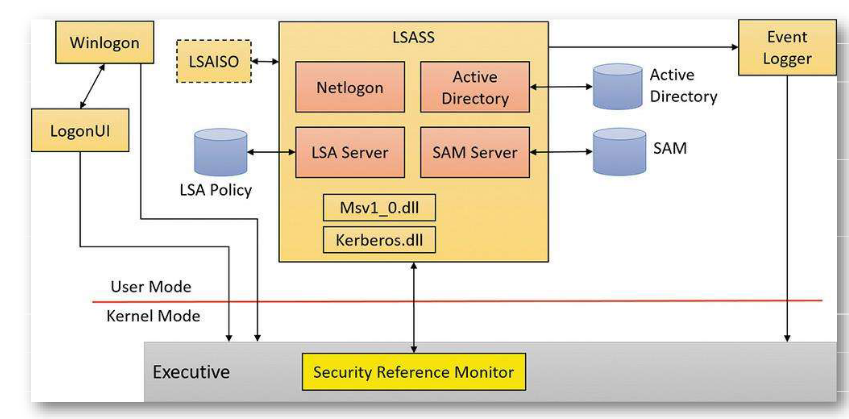 Winlogon
LogonUI
LSAISO
LSASS
Netlogon
Active
Directory
LSA Server
SAM Server
Msv1_0.dll
Kerberos.dll
LSA Policy
Active
Directory
SAM
Event
Logger
User Mode
Kernel Mode
Executive
Security Reference Monitor